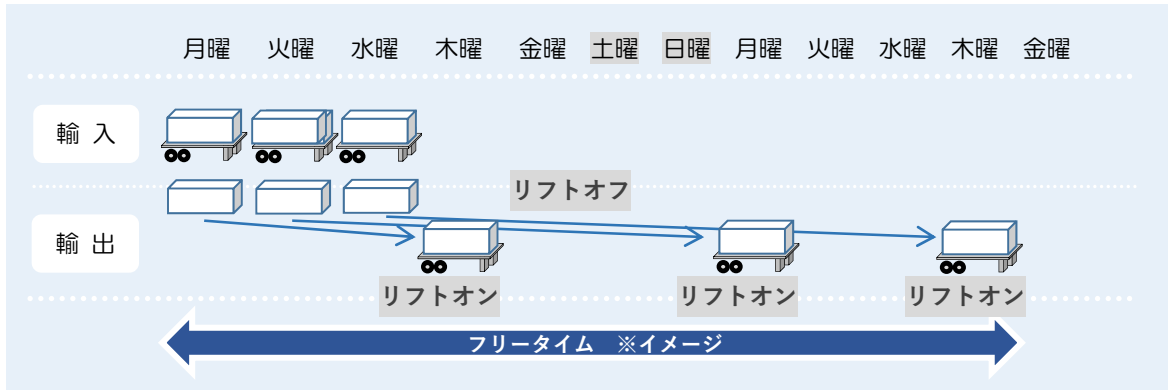 月曜 火曜 水曜 木曜 金曜 土曜 日曜 月曜 火曜 水曜 木曜 金曜
輸 入
リフトオフ
輸 出
リフトオン リフトオン リフトオン
フリータイム ※イメージ